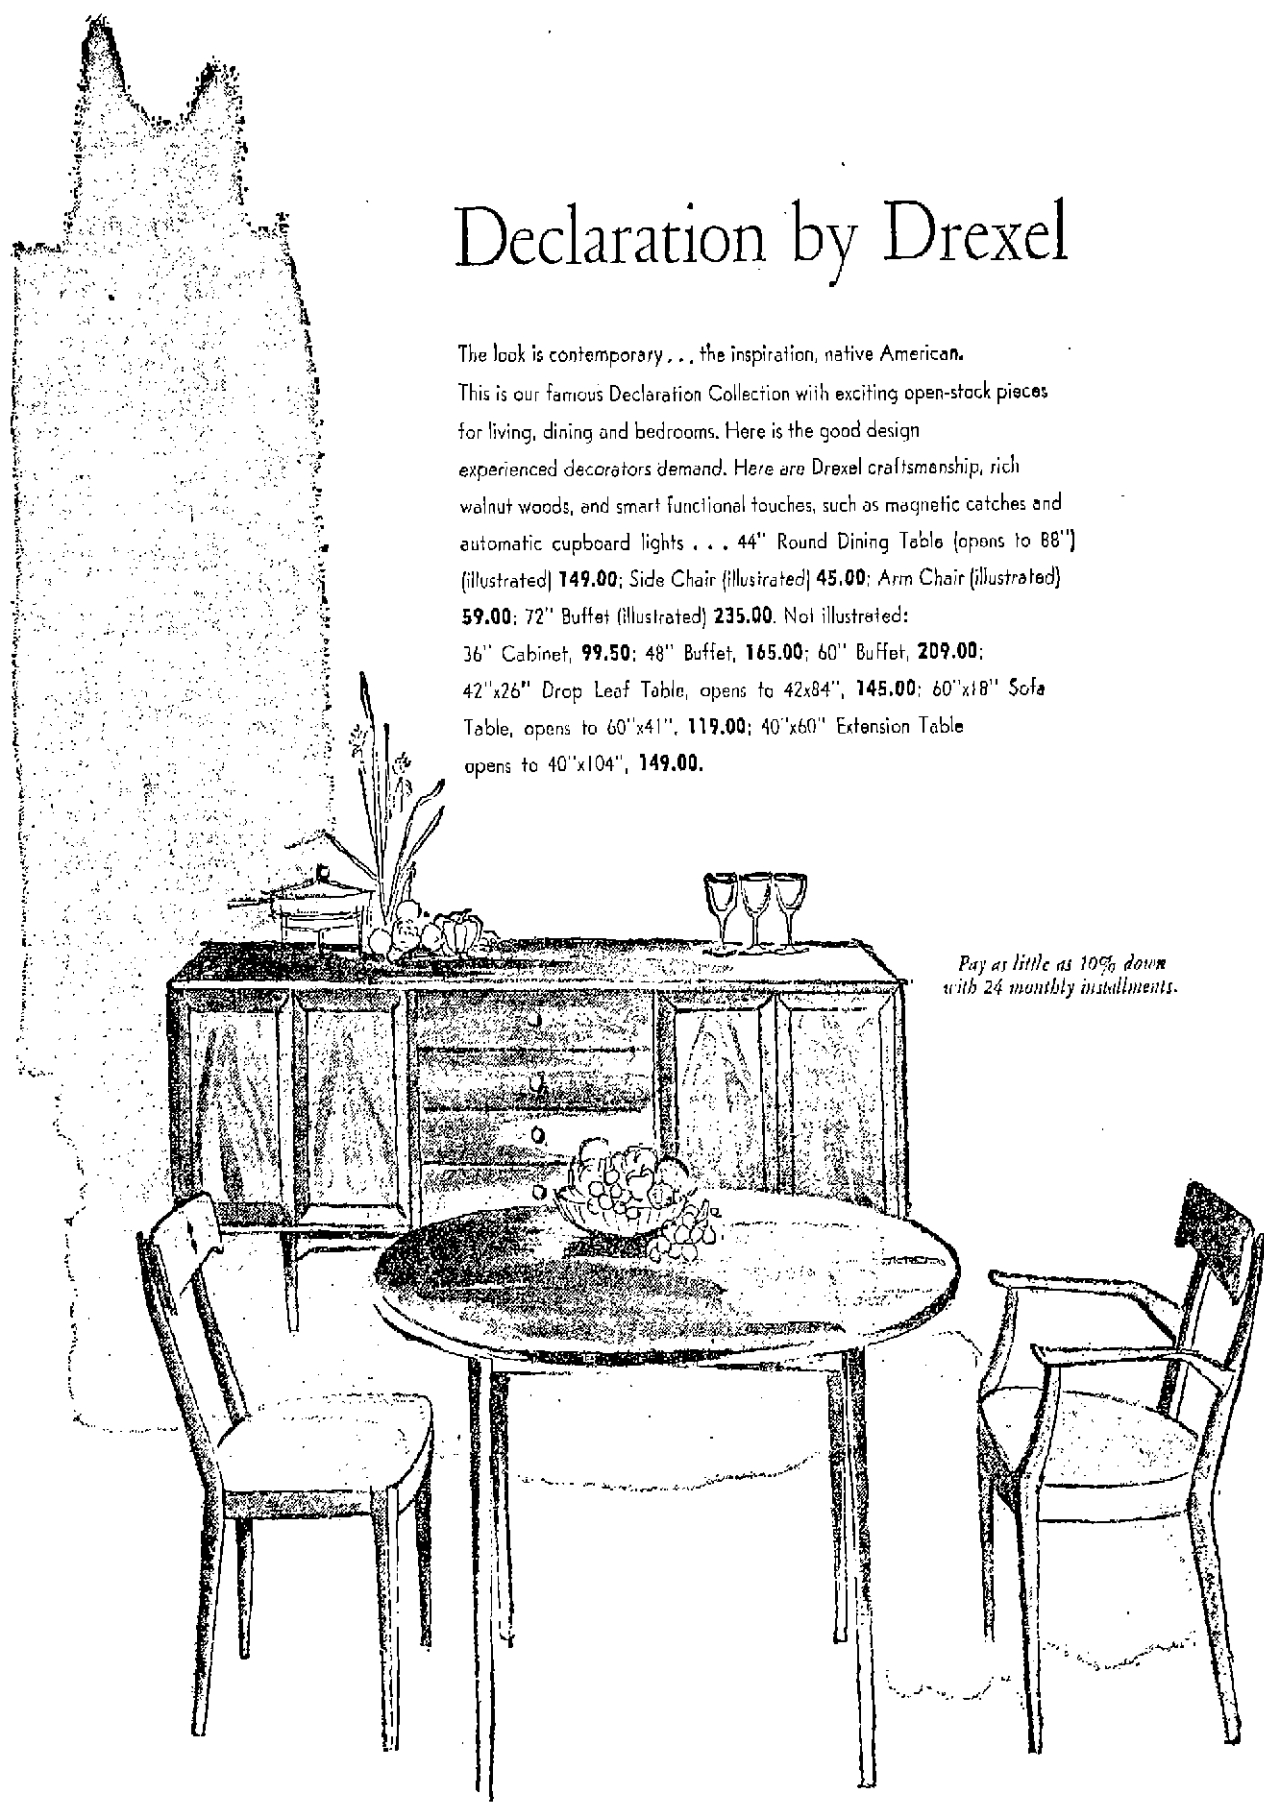 Declaration by Drexel
The look is contemporary . . . the inspiration, native American.
This is our famous Declaration Collection with exciting open-stock pieces
for living, dining and bedrooms. Here is the good design
experienced decorators demand. Here are Drexel craftsmanship, rich
walnut woods, and smart functional touches, such as magnetic catches and
automatic cupboard lights . . . 44" Round Dining Table (opens to 88")
(illustrated) 149.00; Side Chair (illustrated) 45.00; Arm Chair (illustrated)
59.00; 72" Buffet (illustrated) 235.00. Not illustrated:
36" Cabinet, 99.50; 48" Buffet, 165.00; 60" Buffet, 209.00;
42"x26" Drop Leaf Table, opens to 42x84", 145.00; 60"x18" Sofa
Table, opens to 60"x41", 119.00; 40"x60" Extension Table
opens to 40"x104", 149.00.
Pay as little as 10% down
with 24 monthly installments.